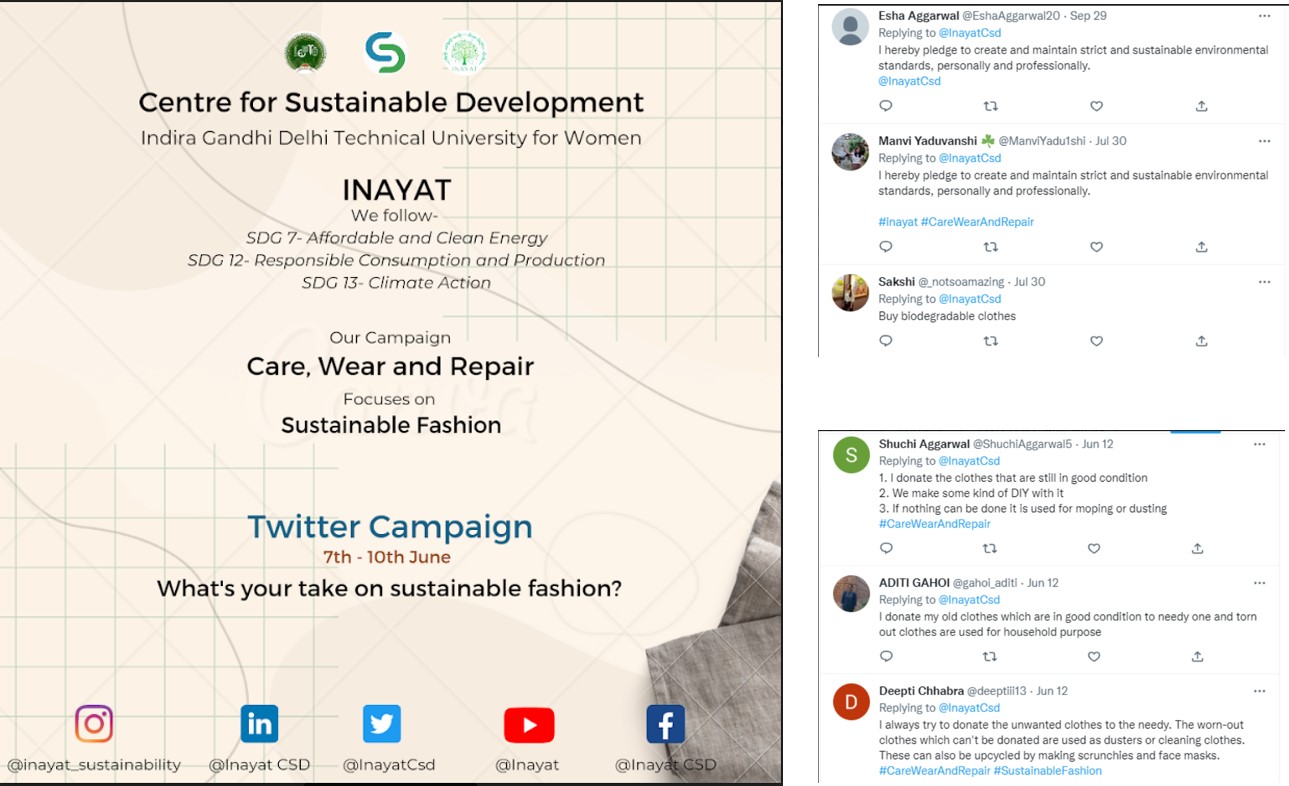 INAYAT
Centre for Sustainable Development
Indira Gandhi Delhi Technical University for Women
INAYAT
We follow-
SDG 7- Affordable and Clean Energy
SDG 12- Responsible Consumption and Production
SDG 13- Climate Action
Our Campaign
Care, Wear and Repair
Focuses on
Sustainable Fashion
Twitter Campaign
7th - 10th June
What's your take on sustainable fashion?
@inayat_sustainability
@Inayat CSD
@InayatCsd
@Inayat
@Inayat CSD
Esha Aggarwal @EshaAggarwal20 · Sep 29
Replying to @InayatCsd
I hereby pledge to create and maintain strict and sustainable environmental
standards, personally and professionally.
@InayatCsd
Manvi Yaduvanshi ☘️ @ManviYadu1shi · Jul 30
Replying to @InayatCsd
I hereby pledge to create and maintain strict and sustainable environmental
standards, personally and professionally.
#inayat #CareWearAndRepair
Sakshi @_notsoamazing · Jul 30
Replying to @InayatCsd
Buy biodegradable clothes
S
Shuchi Aggarwal @ShuchiAggarwal5 · Jun 12
Replying to @InayatCsd
1. I donate the clothes that are still in good condition
2. We make some kind of DIY with it
3. If nothing can be done it is used for moping or dusting
#CareWearAndRepair
ADITI GAHOI @gahoi_aditi · Jun 12
Replying to @InayatCsd
I donate my old clothes which are in good condition to needy one and torn
out clothes are used for household purpose
D
Deepti Chhabra @deeptiii13 · Jun 12
Replying to @InayatCsd
I always try to donate the unwanted clothes to the needy. The worn-out
clothes which can't be donated are used as dusters or cleaning clothes.
These can also be upcycled by making scrunchies and face masks.
#CareWearAndRepair #SustainableFashion